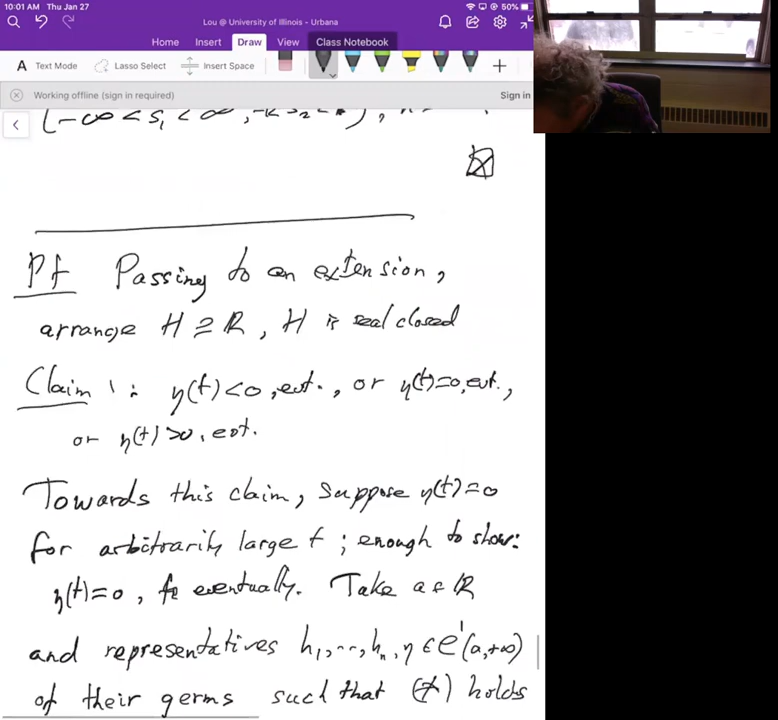 10:01 AM Thu Jan 27
50%
Lou @ University of Illinois - Urbana
Home Insert Draw View Class Notebook
A Text Mode Lasso Select Insert Space
Working offline (sign in required) Sign in
(-∞ < s₁ < ∞, 
Pf Passing to an extension,
arrange H ⊇ ℝ, H is real closed
Claim 1: η(t)<0, evt., or η(t)=0, evt.,
or η(t)>0, evt.
Towards this claim, suppose η(t)=0
for arbitrarily large t; enough to show:
η(t)=0, eventually. Take a ∈ ℝ
and representatives h₁,..., hₙ, η ∈ C¹(a,+∞)
of their germs such that (*) holds